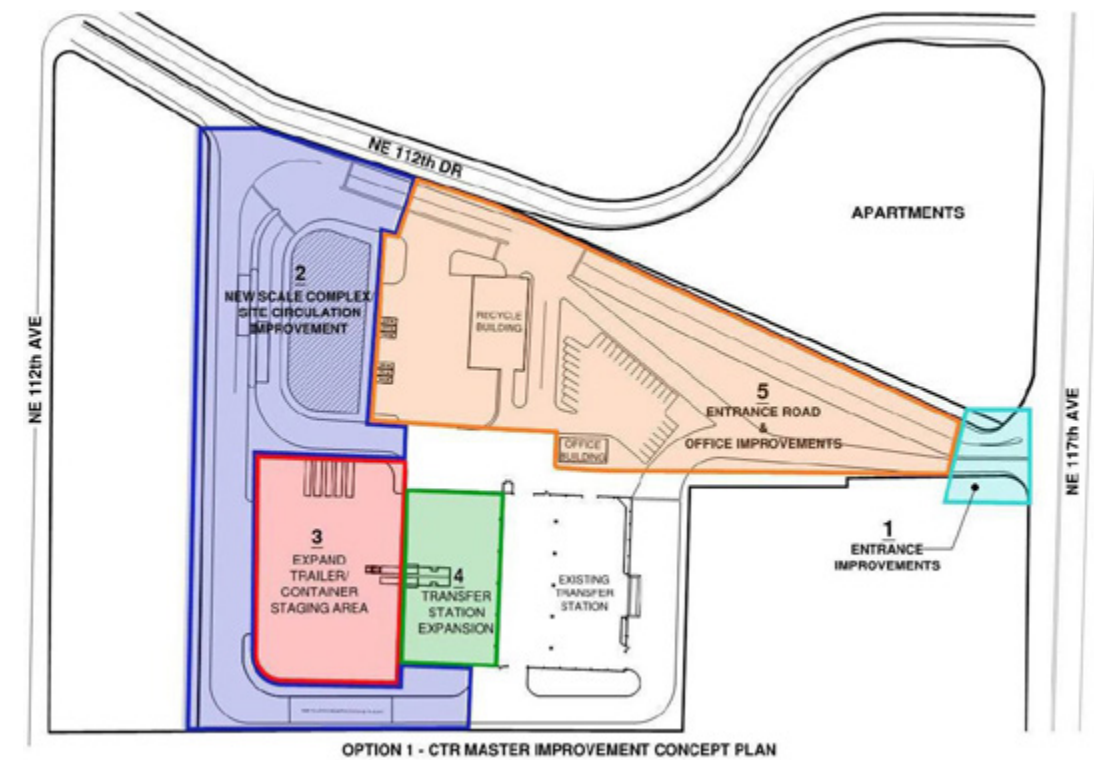 NE 112th DR
APARTMENTS
NE 112th AVE
2
NEW SCALE COMPLEX/
SITE CIRCULATION
IMPROVEMENT
RECYCLE
BUILDING
5
ENTRANCE ROAD
&
OFFICE IMPROVEMENTS
OFFICE
BUILDING
NE 117th AVE
1
ENTRANCE
IMPROVEMENTS
3
EXPAND
TRAILER/
CONTAINER
STAGING AREA
4
TRANSFER
STATION
EXPANSION
EXISTING
TRANSFER
STATION
OPTION 1 - CTR MASTER IMPROVEMENT CONCEPT PLAN